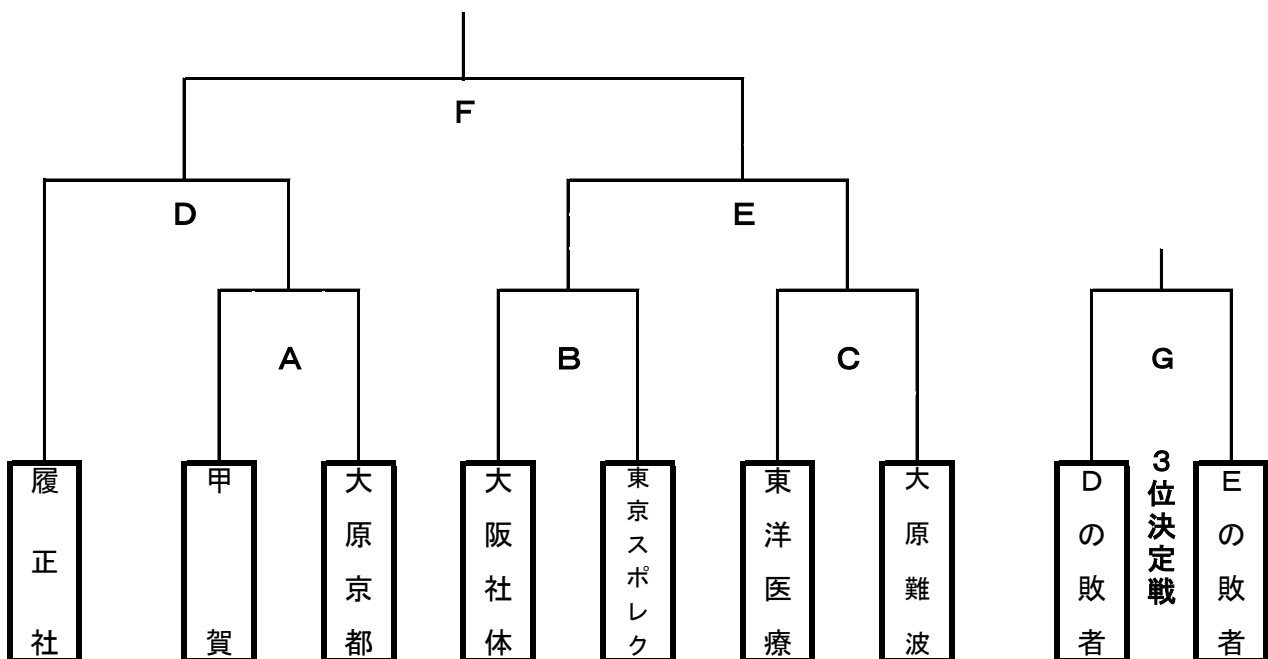 F
D
E
A
B
C
G
履正社
甲賀
大原京都
大阪社体
東京スポレク
東洋医療
大原難波
Dの敗者
3位決定戦
Eの敗者